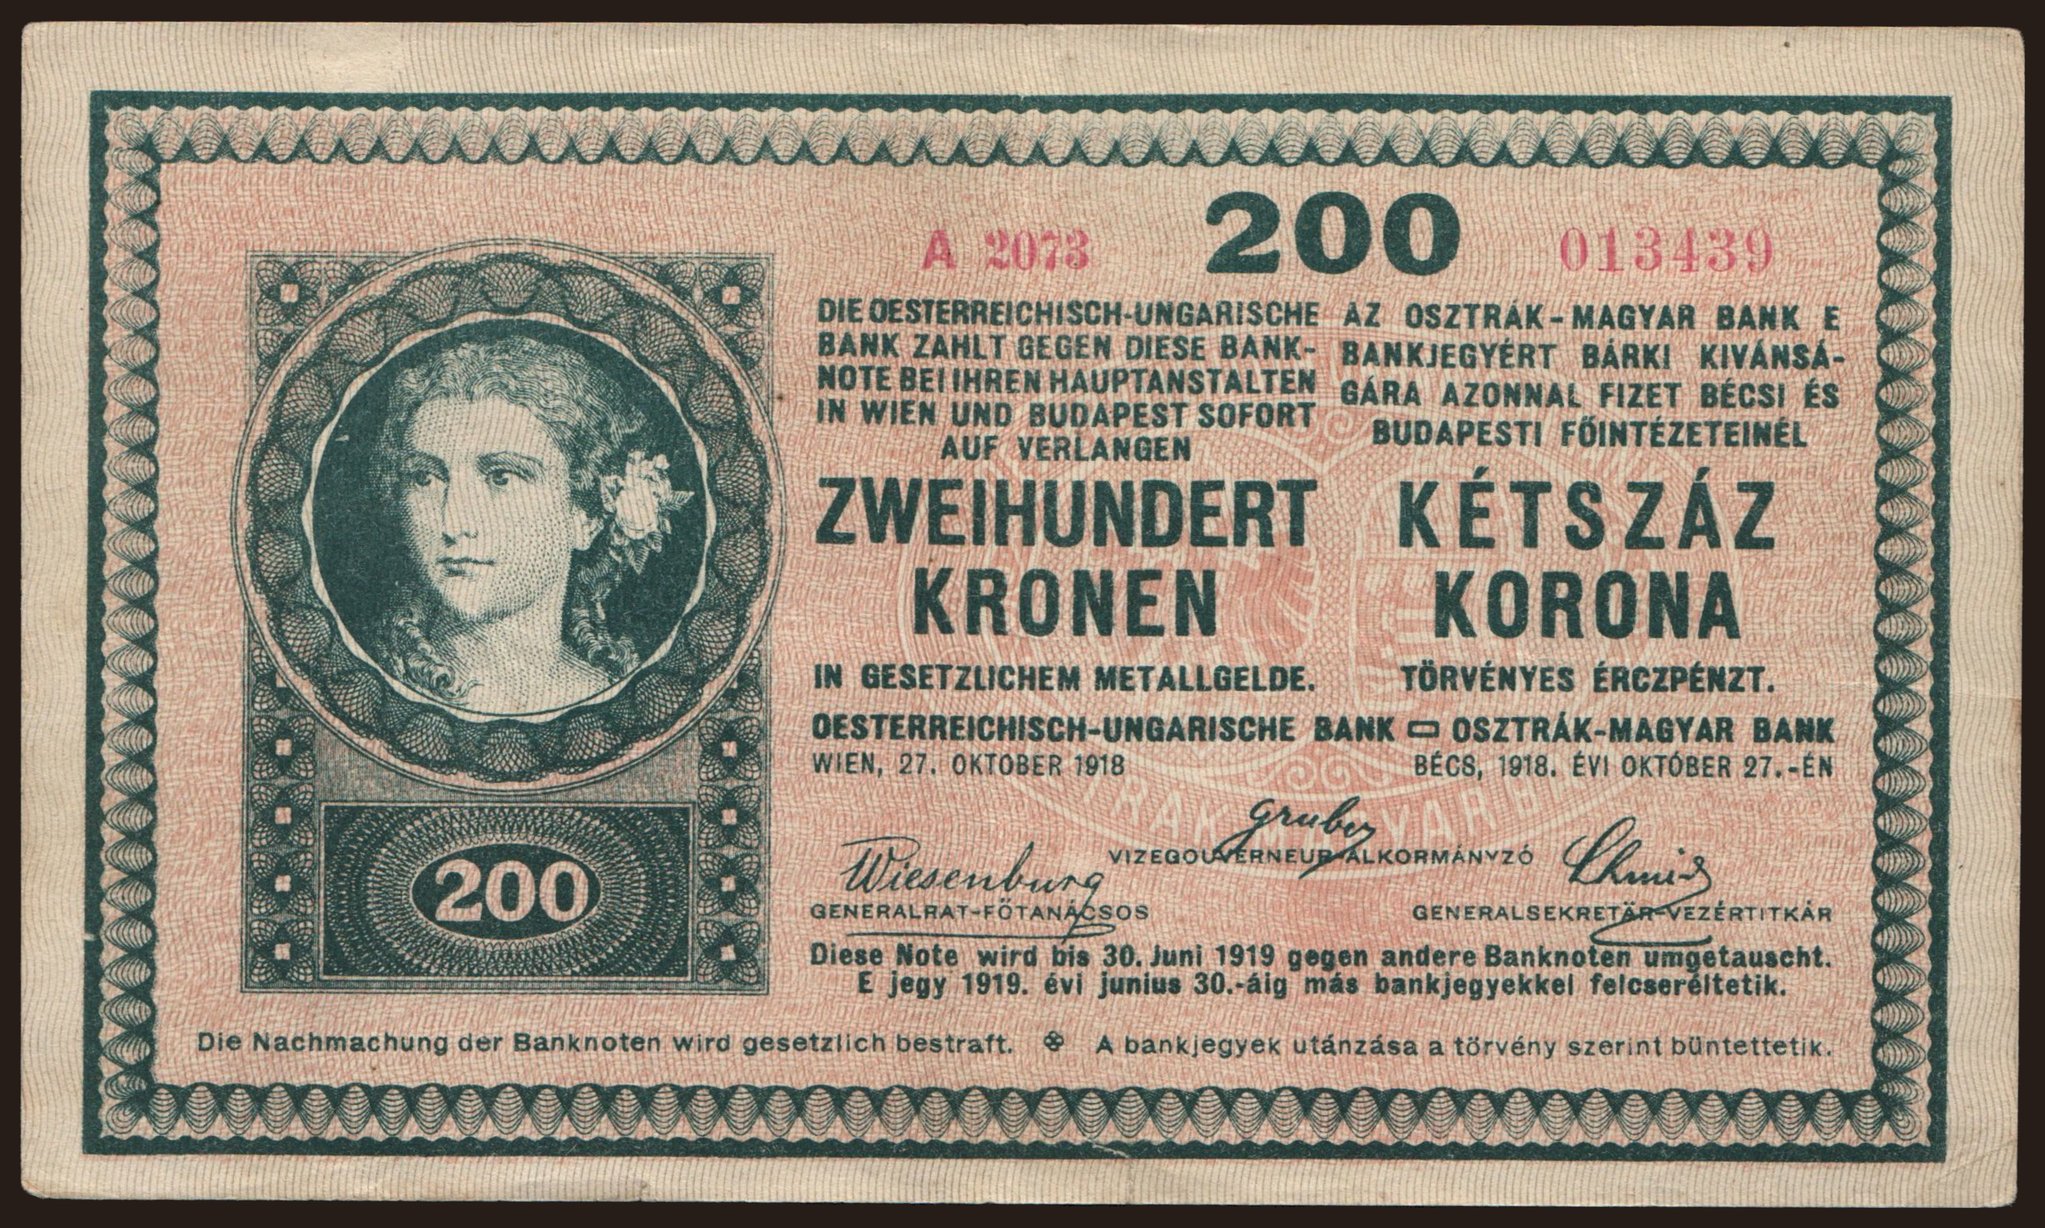 A 2073 200 013439
DIE OESTERREICHISCH-UNGARISCHE
BANK ZAHLT GEGEN DIESE BANK-
NOTE BEI IHREN HAUPTANSTALTEN
IN WIEN UND BUDAPEST SOFORT
AUF VERLANGEN
ZWEIHUNDERT
KRONEN
IN GESETZLICHEM METALLGELDE.
AZ OSZTRÁK-MAGYAR BANK E
BANKJEGYÉRT BÁRKI KIVÁNSÁ-
GÁRA AZONNAL FIZET BÉCSI ÉS
BUDAPESTI FŐINTÉZETEINÉL
KÉTSZÁZ
KORONA
TÖRVÉNYES ÉRCZPÉNZT.
OESTERREICHISCH-UNGARISCHE BANK OSZTRÁK-MAGYAR BANK
WIEN, 27. OKTOBER 1918 BÉCS, 1918. ÉVI OKTÓBER 27.-ÉN
Gruber
VIZEGOUVERNEUR-ALKORMÁNYZÓ
Wiesenburg
GENERALRAT-FŐTANÁCSOS
Schmid
GENERALSEKRETÄR-VEZÉRTITKÁR
200
Diese Note wird bis 30. Juni 1919 gegen andere Banknoten umgetauscht.
E jegy 1919. évi junius 30.-áig más bankjegyekkel felcseréltetik.
Die Nachmachung der Banknoten wird gesetzlich bestraft. A bankjegyek utánzása a törvény szerint büntettetik.